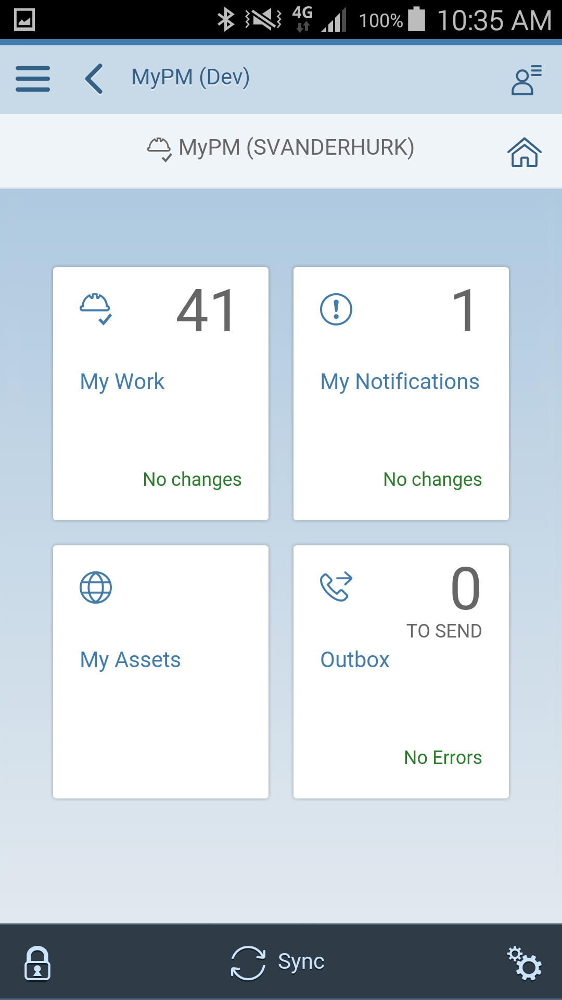 4G 100% 10:35 AM
MyPM (Dev)
MyPM (SVANDERHURK)
41
My Work
No changes
1
My Notifications
No changes
My Assets
0
TO SEND
Outbox
No Errors
Sync